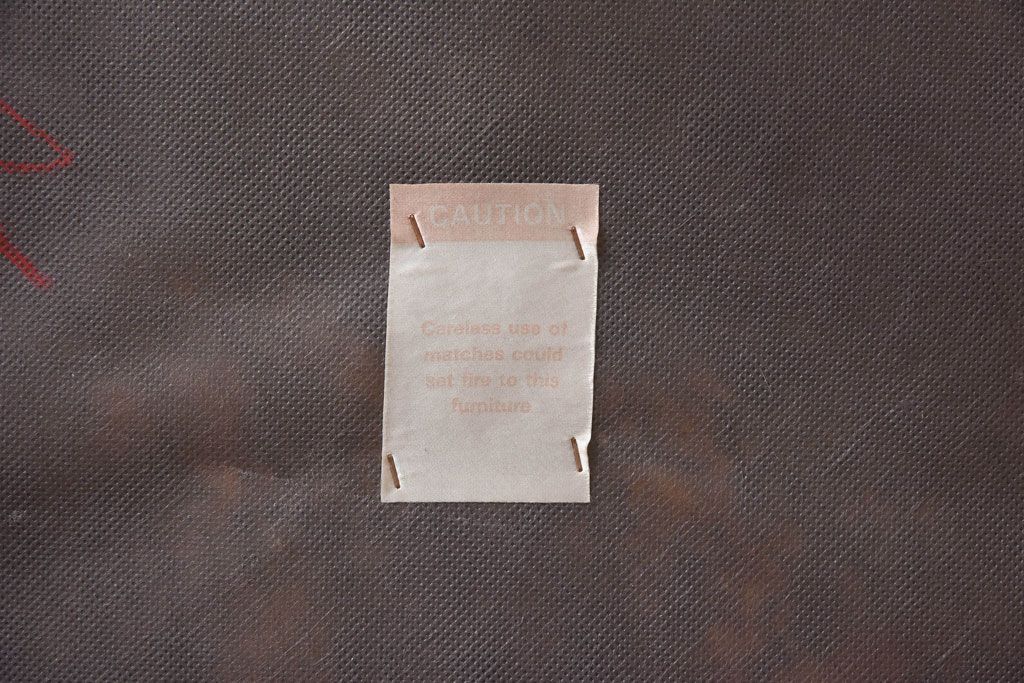 CAUTION
Careless use of
matches could
set fire to this
furniture